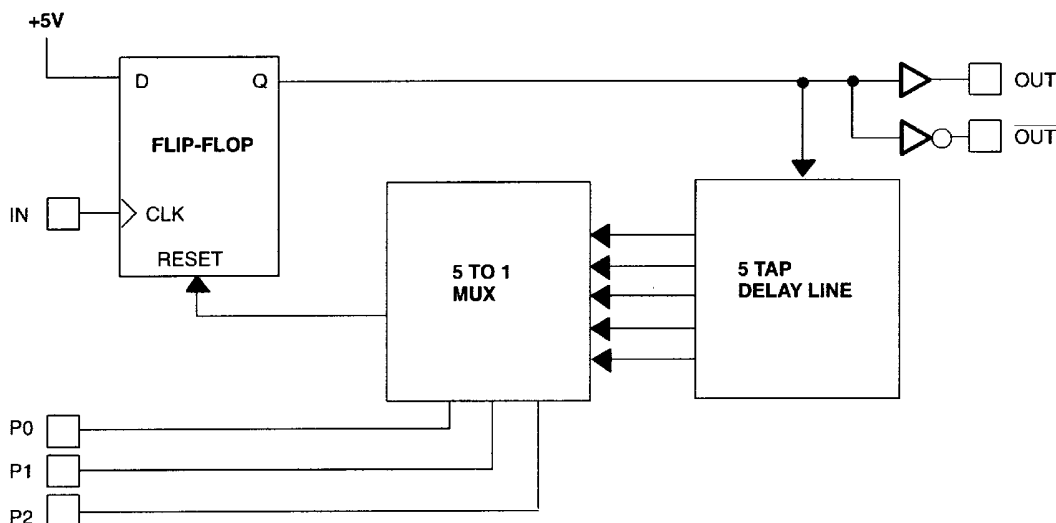 +5V
D
Q
FLIP-FLOP
IN
CLK
RESET
OUT
OUT
5 TO 1
MUX
5 TAP
DELAY LINE
P0
P1
P2